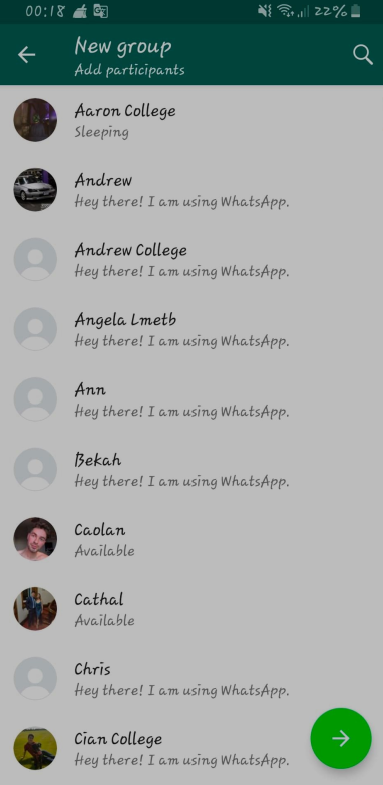 00:18 22%
New group
Add participants
Aaron College
Sleeping
Andrew
Hey there! I am using WhatsApp.
Andrew College
Hey there! I am using WhatsApp.
Angela Lmetb
Hey there! I am using WhatsApp.
Ann
Hey there! I am using WhatsApp.
Bekah
Hey there! I am using WhatsApp.
Caolan
Available
Cathal
Available
Chris
Hey there! I am using WhatsApp.
Cian College
Hey there! I am using WhatsApp.